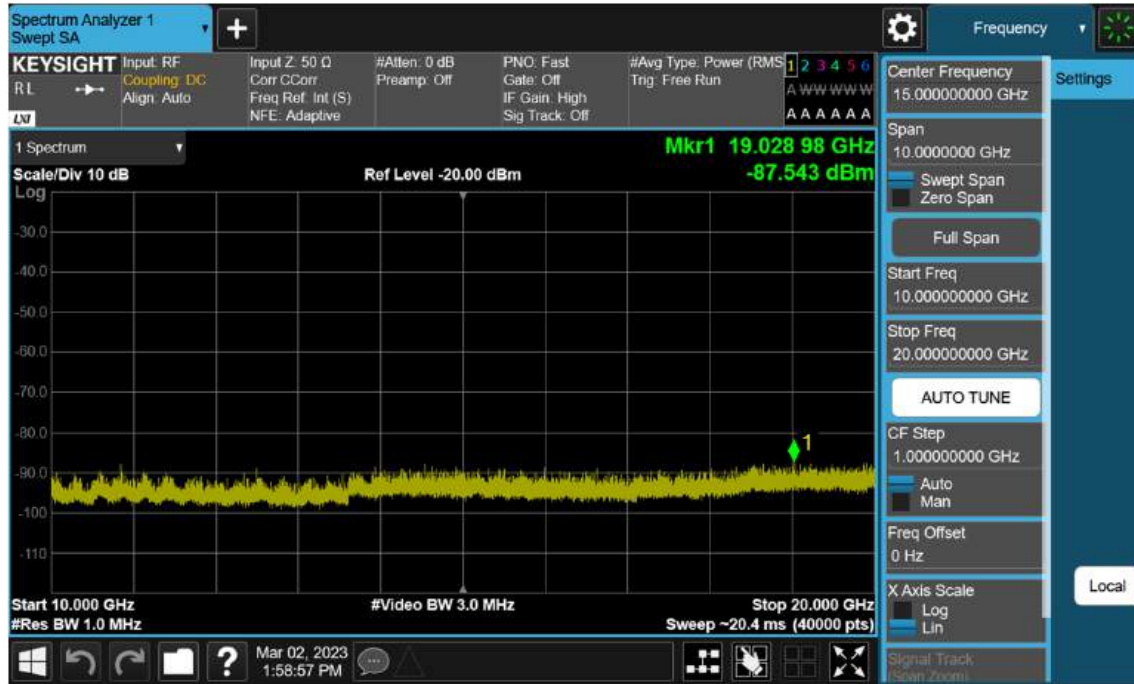 Spectrum Analyzer 1
Swept SA
+
Frequency
KEYSIGHT
RL
LXI
Input: RF
Coupling: DC
Align: Auto
Input Z: 50 Ω
Corr CCorr
Freq Ref: Int (S)
NFE: Adaptive
#Atten: 0 dB
Preamp: Off
PNO: Fast
Gate: Off
IF Gain: High
Sig Track: Off
#Avg Type: Power (RMS
Trig: Free Run
1 2 3 4 5 6
A W W W W W
A A A A A A
1 Spectrum
Mkr1 19.028 98 GHz
-87.543 dBm
Scale/Div 10 dB
Ref Level -20.00 dBm
Log
-30.0
-40.0
-50.0
-60.0
-70.0
-80.0
-90.0
-100
-110
1
Start 10.000 GHz
#Video BW 3.0 MHz
Stop 20.000 GHz
#Res BW 1.0 MHz
Sweep ~20.4 ms (40000 pts)
Center Frequency
15.000000000 GHz
Span
10.0000000 GHz
Swept Span
Zero Span
Full Span
Start Freq
10.000000000 GHz
Stop Freq
20.000000000 GHz
AUTO TUNE
CF Step
1.000000000 GHz
Auto
Man
Freq Offset
0 Hz
X Axis Scale
Log
Lin
Signal Track
(Span Zoom)
Settings
Local
?
Mar 02, 2023
1:58:57 PM